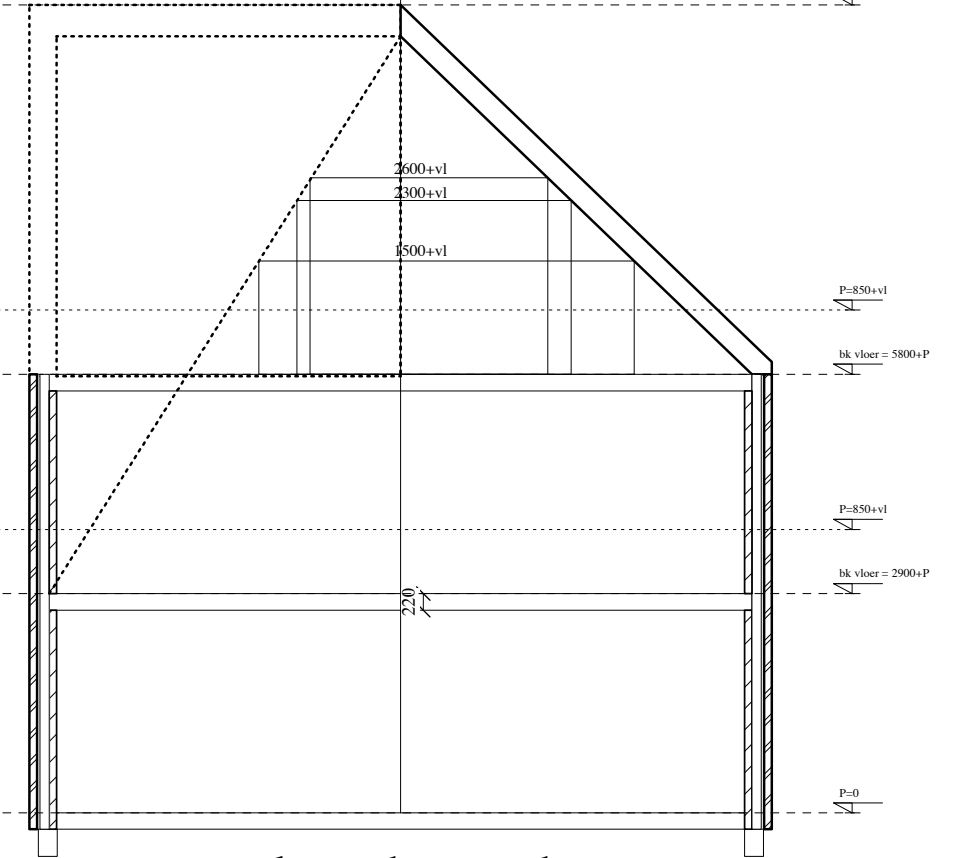 2600+vl
2300+vl
1500+vl
P=850+vl
bk vloer = 5800+P
P=850+vl
bk vloer = 2900+P
220
P=0